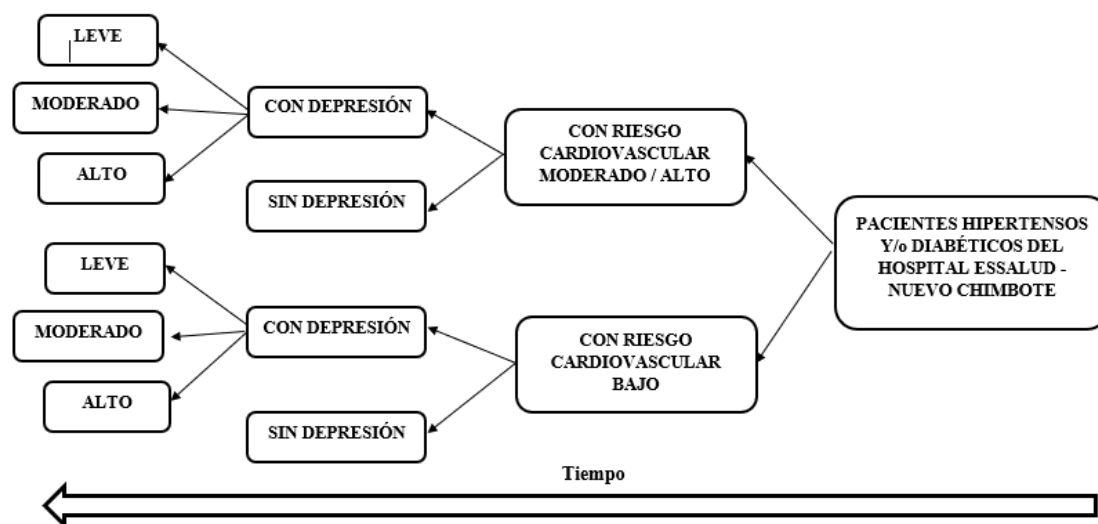 LEVE
MODERADO
ALTO
CON DEPRESIÓN
SIN DEPRESIÓN
CON RIESGO
CARDIOVASCULAR
MODERADO / ALTO
LEVE
MODERADO
ALTO
CON DEPRESIÓN
SIN DEPRESIÓN
CON RIESGO
CARDIOVASCULAR
BAJO
PACIENTES HIPERTENSOS
Y/o DIABÉTICOS DEL
HOSPITAL ESSALUD -
NUEVO CHIMBOTE
Tiempo